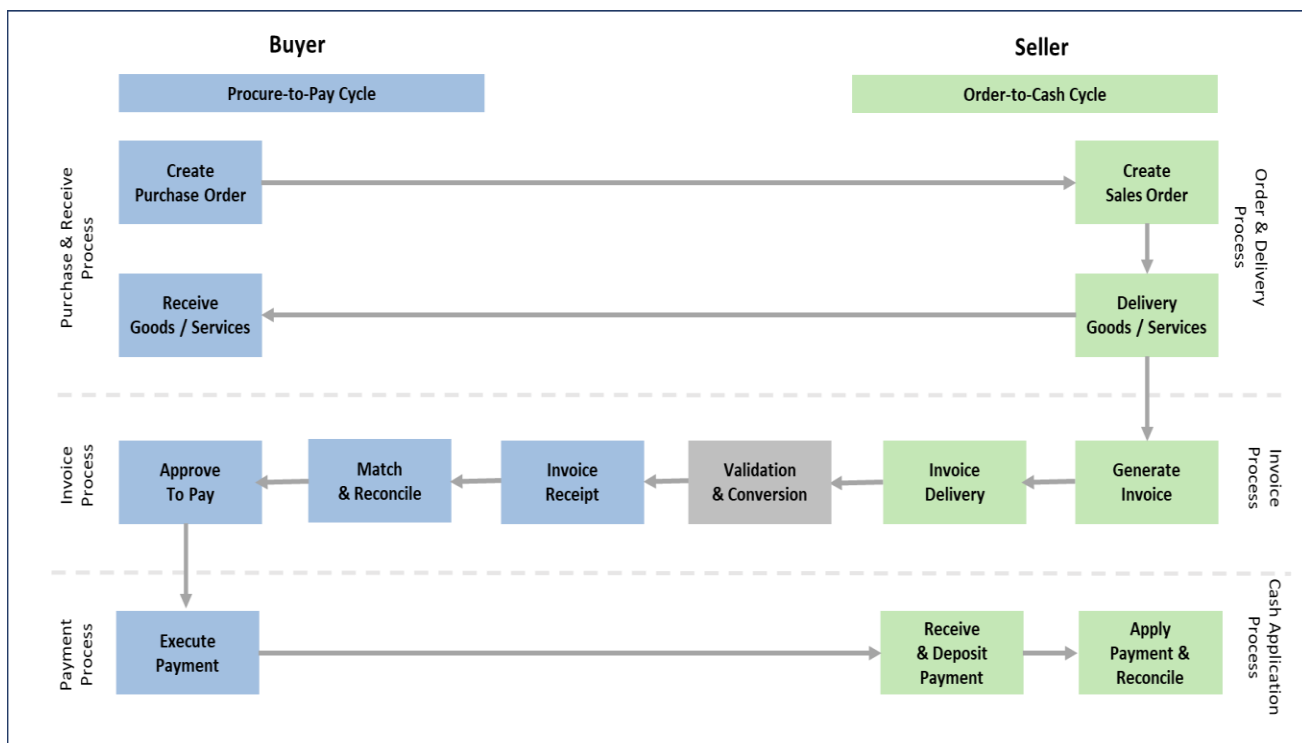 Buyer
Seller
Procure-to-Pay Cycle
Order-to-Cash Cycle
Purchase & Receive
Process
Create
Purchase Order
Create
Sales Order
Order & Delivery
Process
Receive
Goods / Services
Delivery
Goods / Services
Invoice
Process
Approve
To Pay
Match
& Reconcile
Invoice
Receipt
Validation
& Conversion
Invoice
Delivery
Generate
Invoice
Invoice
Process
Payment
Process
Execute
Payment
Receive
& Deposit
Payment
Apply
Payment &
Reconcile
Cash Application
Process